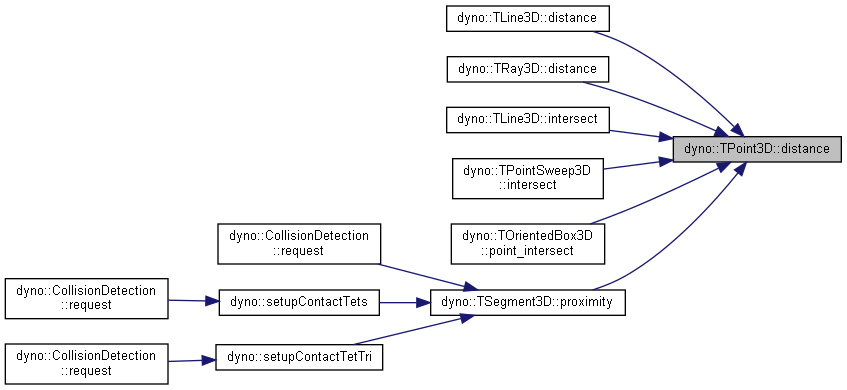 dyno::TLine3D::distance
dyno::TRay3D::distance
dyno::TLine3D::intersect
dyno::TPoint3D::distance
dyno::TPointSweep3D
::intersect
dyno::TOrientedBox3D
::point_intersect
dyno::CollisionDetection
::request
dyno::TSegment3D::proximity
dyno::setupContactTets
dyno::CollisionDetection
::request
dyno::setupContactTetTri
dyno::CollisionDetection
::request